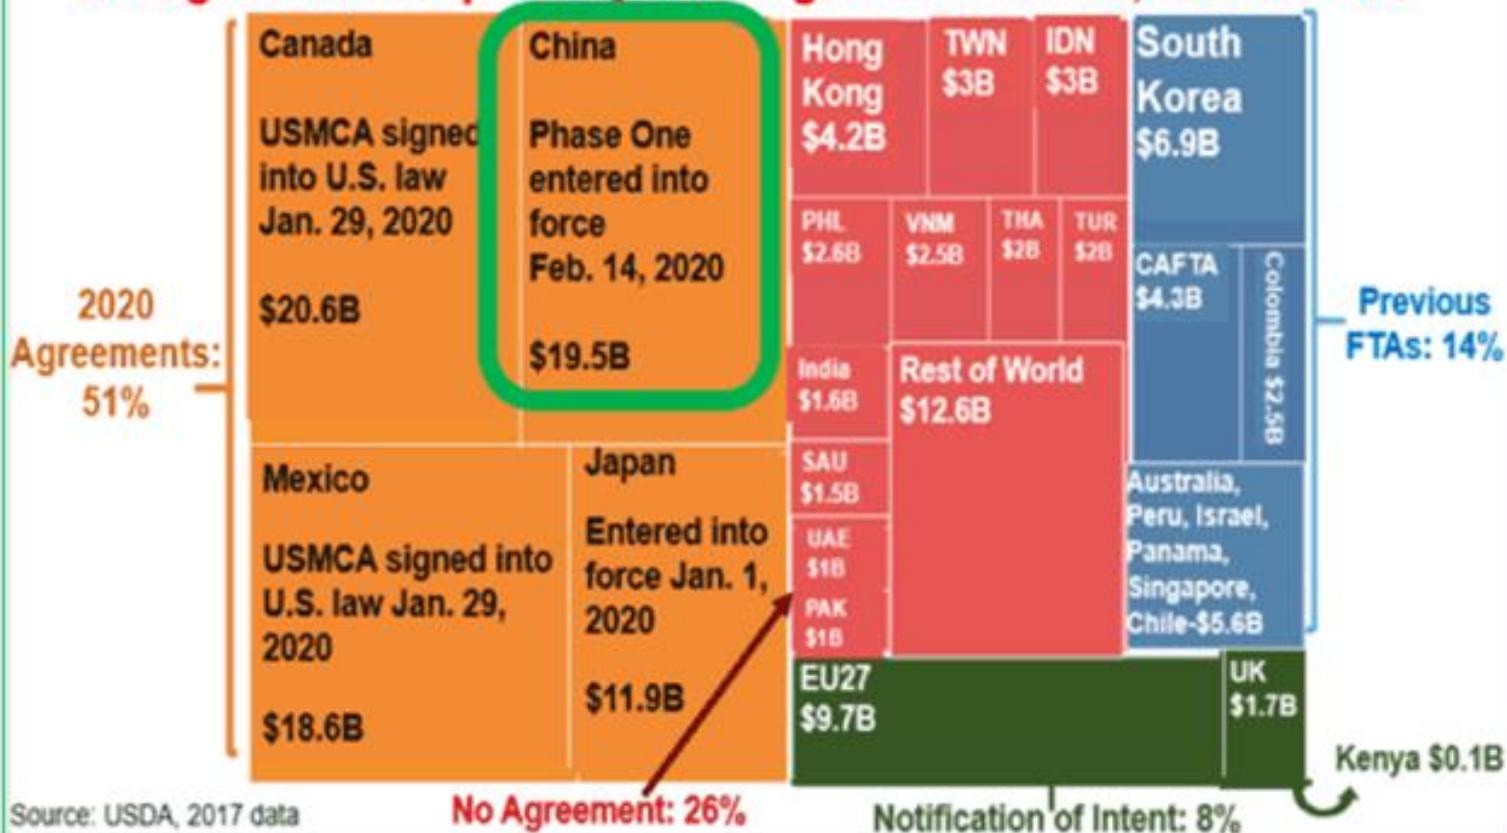 Canada
USMCA signed
into U.S. law
Jan. 29, 2020
$20.6B
China
Phase One
entered into
force
Feb. 14, 2020
$19.5B
Hong
Kong
$4.2B
TWN
$3B
IDN
$3B
South
Korea
$6.9B
PHL
$2.6B
VNM
$2.5B
THA
$2B
TUR
$2B
CAFTA
$4.3B
Colombia $2.5B
2020
Agreements:
51%
Previous
FTAs: 14%
India
$1.6B
Rest of World
$12.6B
Mexico
USMCA signed into
U.S. law Jan. 29,
2020
$18.6B
Japan
Entered into
force Jan. 1,
2020
$11.9B
SAU
$1.5B
UAE
$1B
PAK
$1B
Australia,
Peru, Israel,
Panama,
Singapore,
Chile-$5.6B
EU27
$9.7B
UK
$1.7B
Kenya $0.1B
Source: USDA, 2017 data
No Agreement: 26%
Notification of Intent: 8%